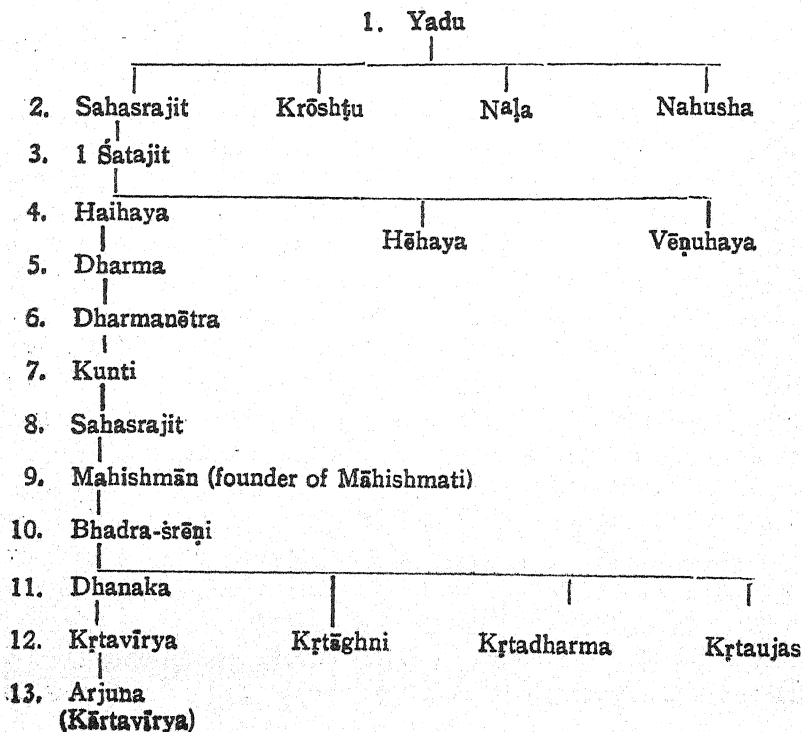 1. Yadu
2. Sahasrajit Krōshṭu Naḷa Nahusha
3. 1 Śatajit
4. Haihaya
Hēhaya Vēṇuhaya
5. Dharma
6. Dharmanētra
7. Kunti
8. Sahasrajit
9. Mahishmān (founder of Māhishmati)
10. Bhadra-śrēṇi
11. Dhanaka
12. Kṛtavīrya Kṛtāghni Kṛtadharma Kṛtaujas
13. Arjuna
(Kārtavīrya)